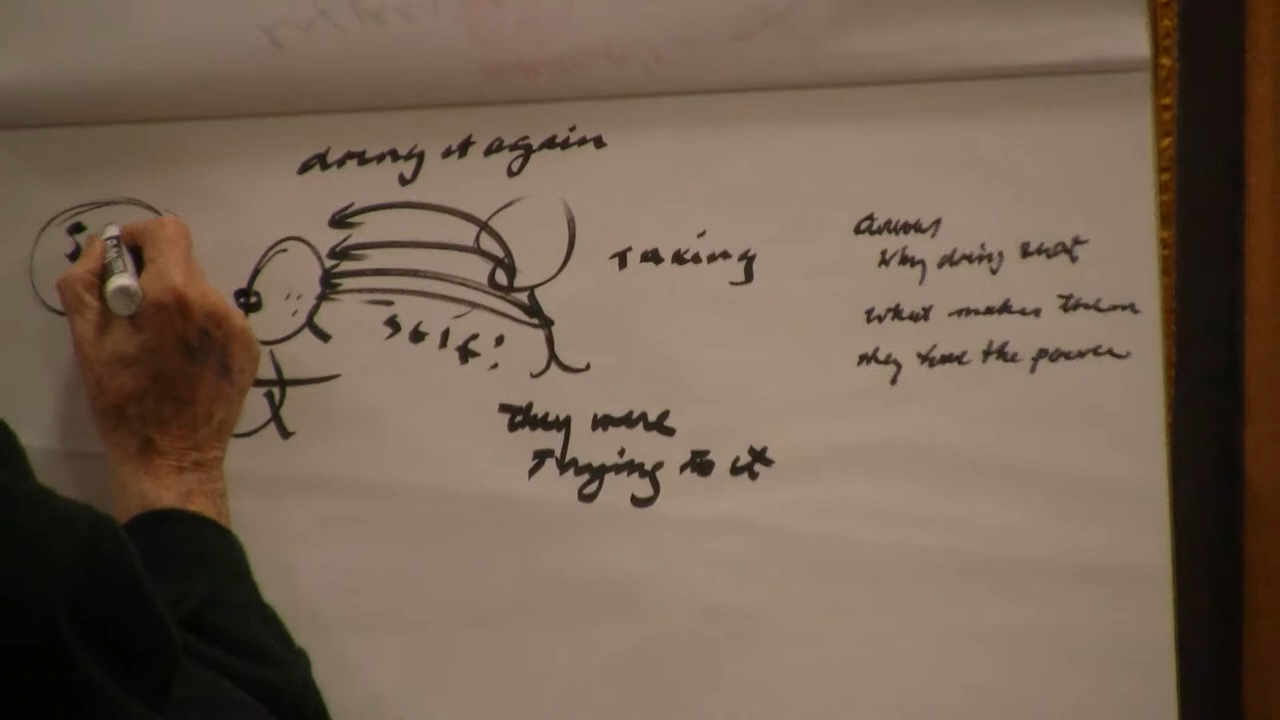 doing it again
S
Taking
self:
They were
Trying to it
Why doing that
What makes them
they have the power